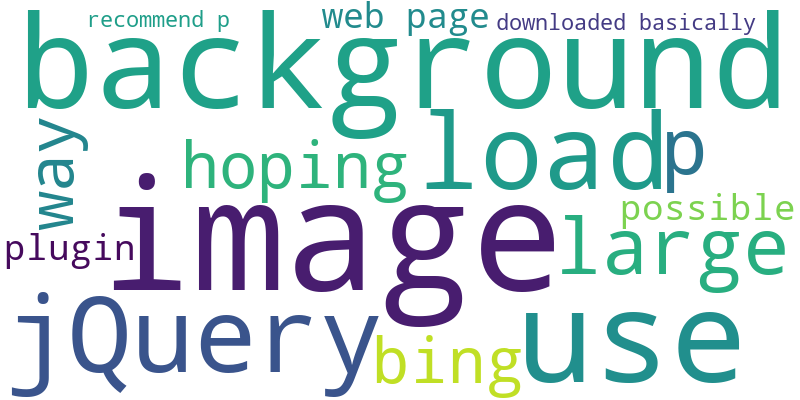 recommend p
web page
downloaded basically
background
way
hoping
load
p
image
possible
plugin
large
jQuery
bing
use